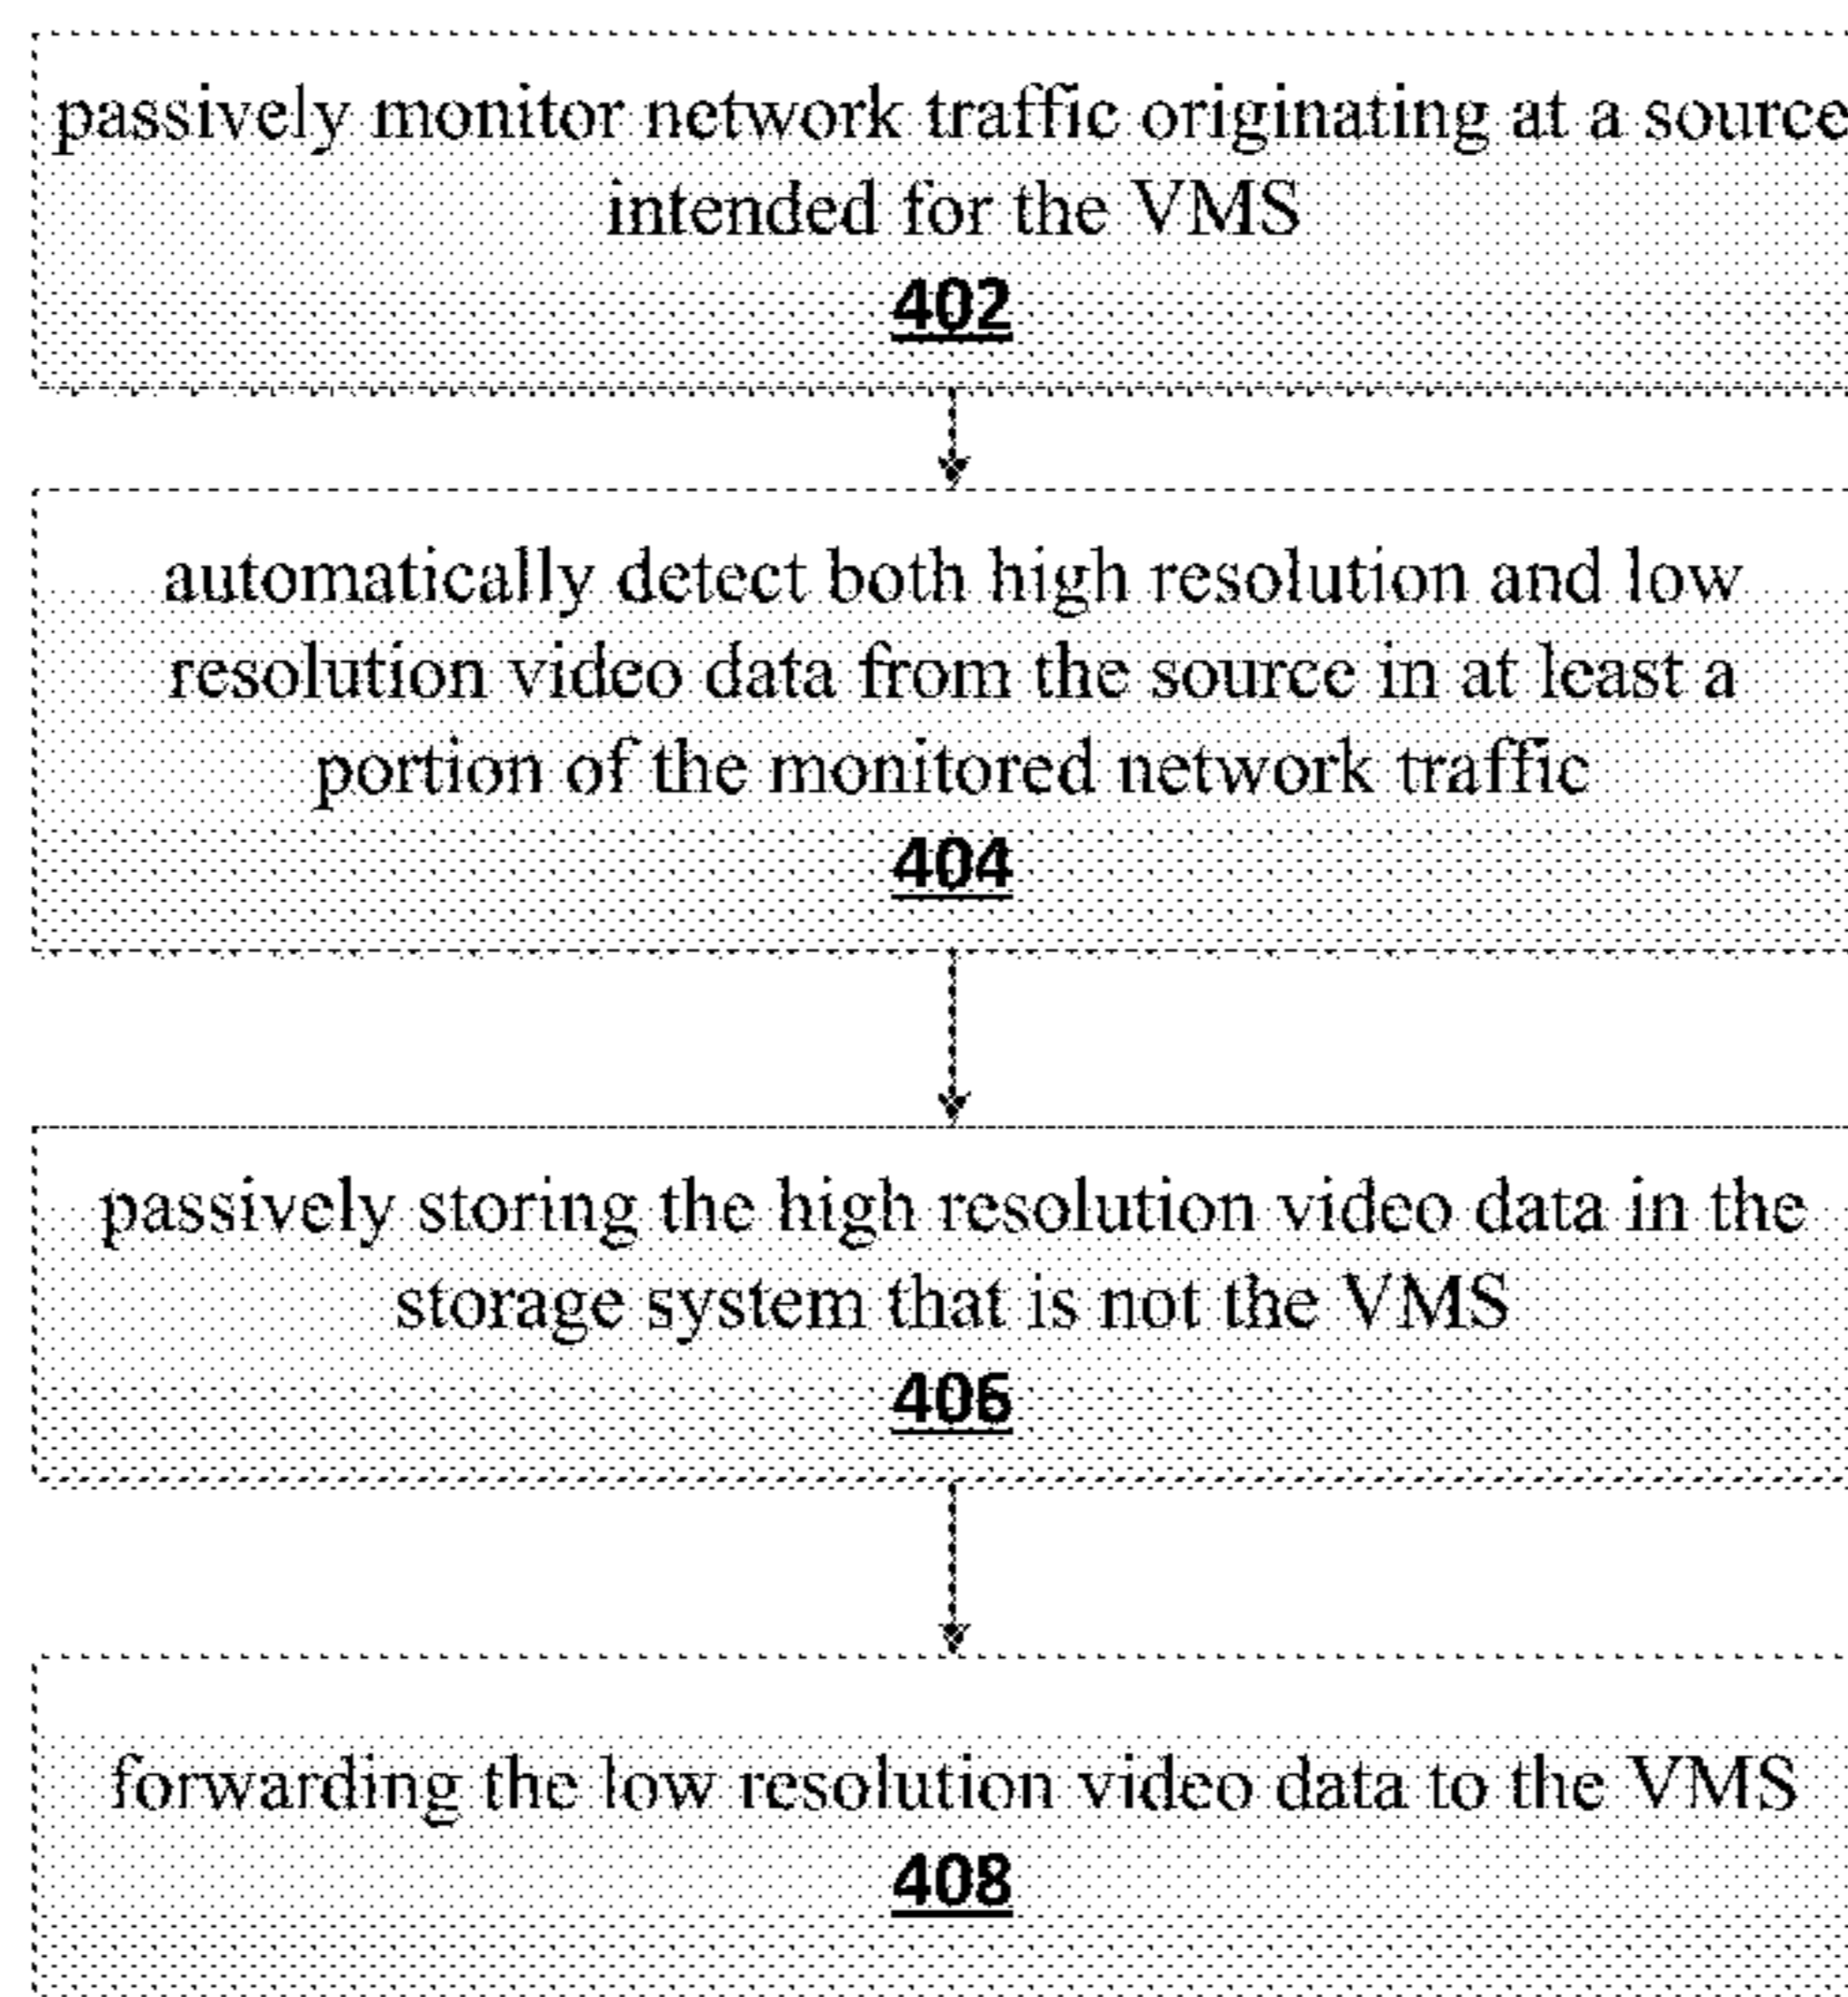 passively monitor network traffic originating at a source
intended for the VMS
402
automatically detect both high resolution and low
resolution video data from the source in at least a
portion of the monitored network traffic
404
passively storing the high resolution video data in the
storage system that is not the VMS
406
forwarding the low resolution video data to the VMS
408